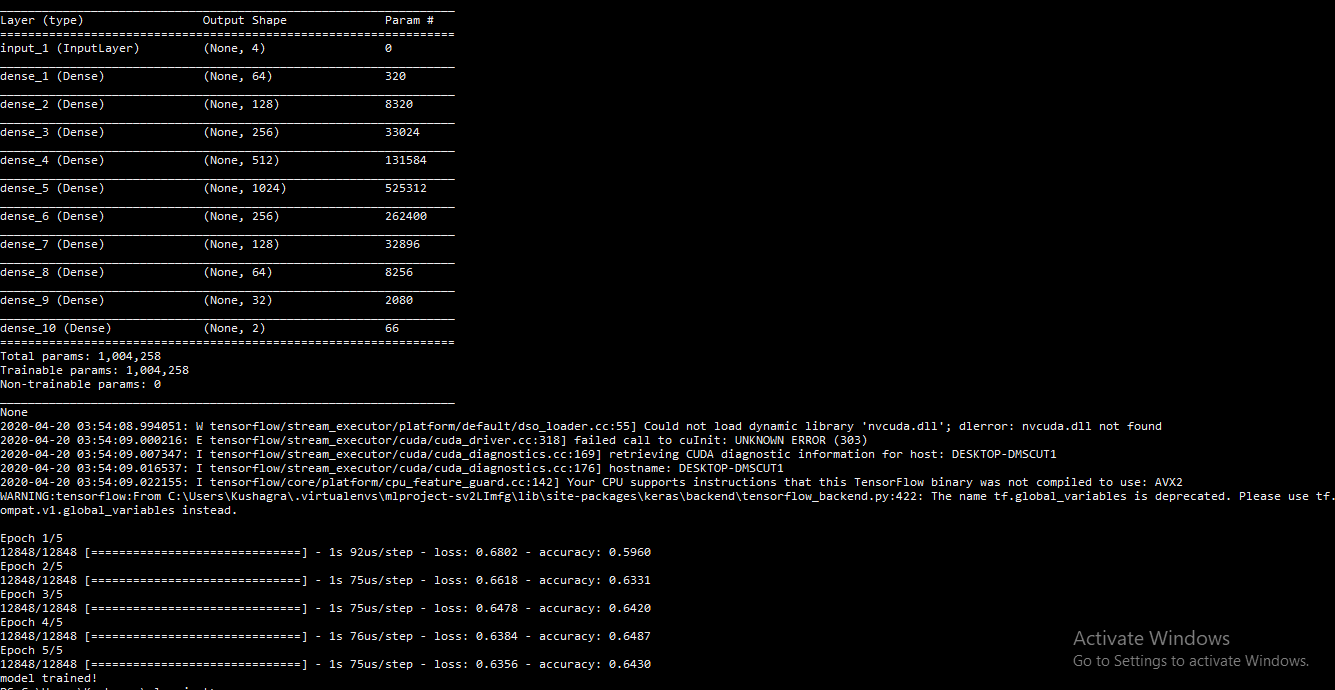 Layer (type) Output Shape Param #
=================================================================
input_1 (InputLayer) (None, 4) 0
_________________________________________________________________
dense_1 (Dense) (None, 64) 320
_________________________________________________________________
dense_2 (Dense) (None, 128) 8320
_________________________________________________________________
dense_3 (Dense) (None, 256) 33024
_________________________________________________________________
dense_4 (Dense) (None, 512) 131584
_________________________________________________________________
dense_5 (Dense) (None, 1024) 525312
_________________________________________________________________
dense_6 (Dense) (None, 256) 262400
_________________________________________________________________
dense_7 (Dense) (None, 128) 32896
_________________________________________________________________
dense_8 (Dense) (None, 64) 8256
_________________________________________________________________
dense_9 (Dense) (None, 32) 2080
_________________________________________________________________
dense_10 (Dense) (None, 2) 66
=================================================================
Total params: 1,004,258
Trainable params: 1,004,258
Non-trainable params: 0
_________________________________________________________________
None
2020-04-20 03:54:08.994051: W tensorflow/stream_executor/platform/default/dso_loader.cc:55] Could not load dynamic library 'nvcuda.dll'; dlerror: nvcuda.dll not found
2020-04-20 03:54:09.000216: E tensorflow/stream_executor/cuda/cuda_driver.cc:318] failed call to cuInit: UNKNOWN ERROR (303)
2020-04-20 03:54:09.007347: I tensorflow/stream_executor/cuda/cuda_diagnostics.cc:169] retrieving CUDA diagnostic information for host: DESKTOP-DMSCUT1
2020-04-20 03:54:09.016537: I tensorflow/stream_executor/cuda/cuda_diagnostics.cc:176] hostname: DESKTOP-DMSCUT1
2020-04-20 03:54:09.022155: I tensorflow/core/platform/cpu_feature_guard.cc:142] Your CPU supports instructions that this TensorFlow binary was not compiled to use: AVX2
WARNING:tensorflow:From C:\Users\Kushagra\.virtualenvs\mlproject-sv2LImfg\lib\site-packages\keras\backend\tensorflow_backend.py:422: The name tf.global_variables is deprecated. Please use tf.
ompat.v1.global_variables instead.
Epoch 1/5
12848/12848 [==============================] - 1s 92us/step - loss: 0.6802 - accuracy: 0.5960
Epoch 2/5
12848/12848 [==============================] - 1s 75us/step - loss: 0.6618 - accuracy: 0.6331
Epoch 3/5
12848/12848 [==============================] - 1s 75us/step - loss: 0.6478 - accuracy: 0.6420
Epoch 4/5
12848/12848 [==============================] - 1s 76us/step - loss: 0.6384 - accuracy: 0.6487
Epoch 5/5
12848/12848 [==============================] - 1s 75us/step - loss: 0.6356 - accuracy: 0.6430
model trained!
Activate Windows
Go to Settings to activate Windows.